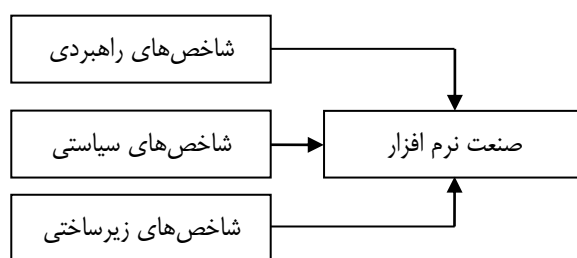 شاخص‌های راهبردی
شاخص‌های سیاستی
صنعت نرم افزار
شاخص‌های زیرساختی